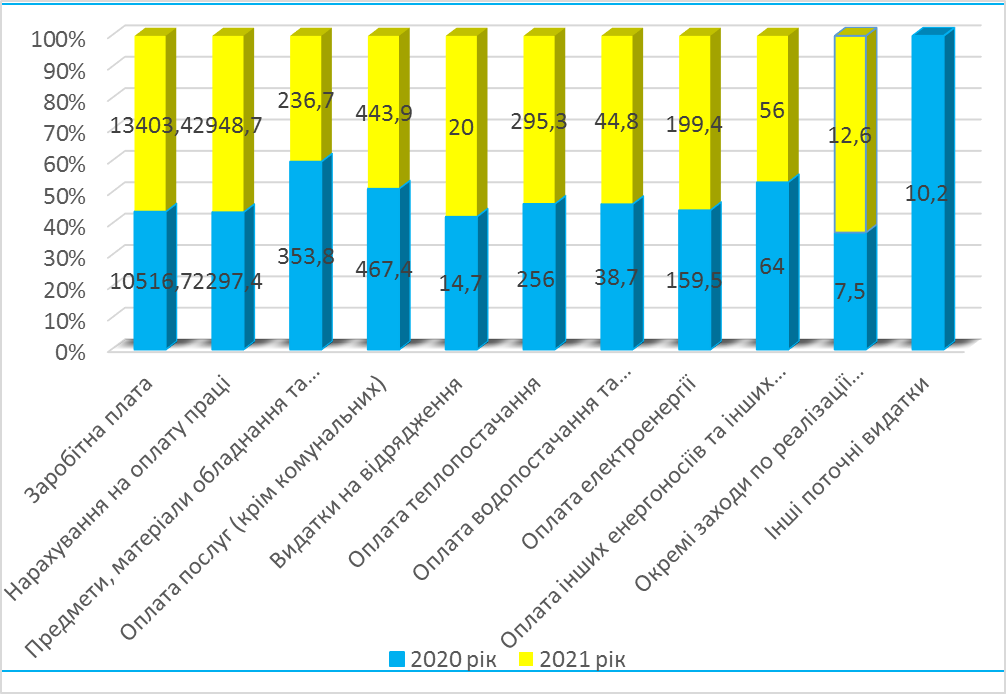 100%
90%
80%
70%
60%
50%
40%
30%
20%
10%
0%
13403,4
2948,7
236,7
443,9
20
295,3
44,8
199,4
56
12,6
10516,7
2297,4
353,8
467,4
14,7
256
38,7
159,5
64
7,5
10,2
Заробітна плата
Нарахування на оплату праці
Предмети, матеріали обладнання та...
Оплата послуг (крім комунальних)
Видатки на відрядження
Оплата теплопостачання
Оплата водопостачання та...
Оплата електроенергії
Оплата інших енергоносіїв та інших...
Окремі заходи по реалізації...
Інші поточні видатки
2020 рік
2021 рік